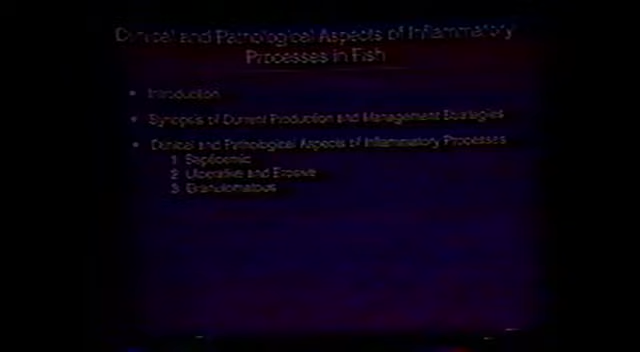 Clinical and Pathological Aspects of Inflammatory
Processes in Fish
• Introduction
• Synopsis of Current Production and Management Strategies
• Clinical and Pathological Aspects of Inflammatory Processes
1 Septicemic
2 Ulcerative and Erosive
3 Granulomatous